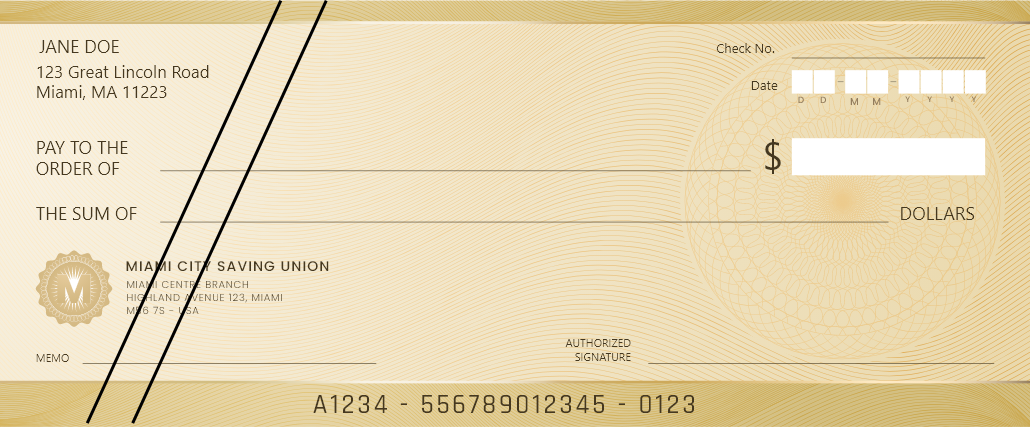 JANE DOE
123 Great Lincoln Road
Miami, MA 11223
Check No.
Date
D D - M M - Y Y Y Y
PAY TO THE
ORDER OF
$
THE SUM OF
DOLLARS
M
MIAMI CITY SAVING UNION
MIAMI CENTRE BRANCH
HIGHLAND AVENUE 123, MIAMI
7S - USA
MEMO
AUTHORIZED
SIGNATURE
A1234 - 556789012345 - 0123